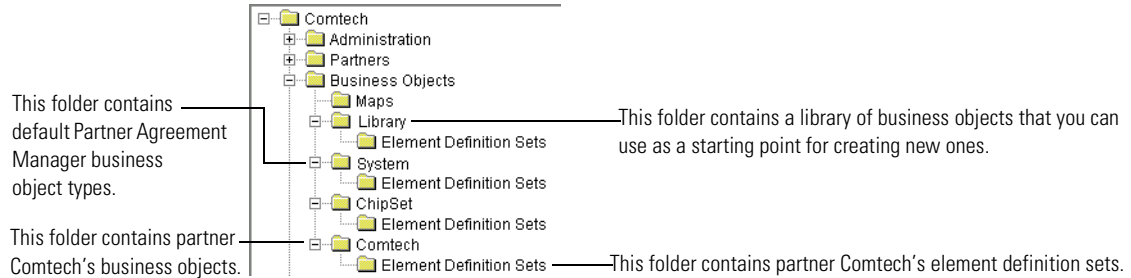 Comtech
Administration
Partners
Business Objects
Maps
Library
Element Definition Sets
System
Element Definition Sets
ChipSet
Element Definition Sets
Comtech
Element Definition Sets
This folder contains
default Partner Agreement
Manager business
object types.
This folder contains partner
Comtech's business objects.
This folder contains a library of business objects that you can
use as a starting point for creating new ones.
This folder contains partner Comtech's element definition sets.